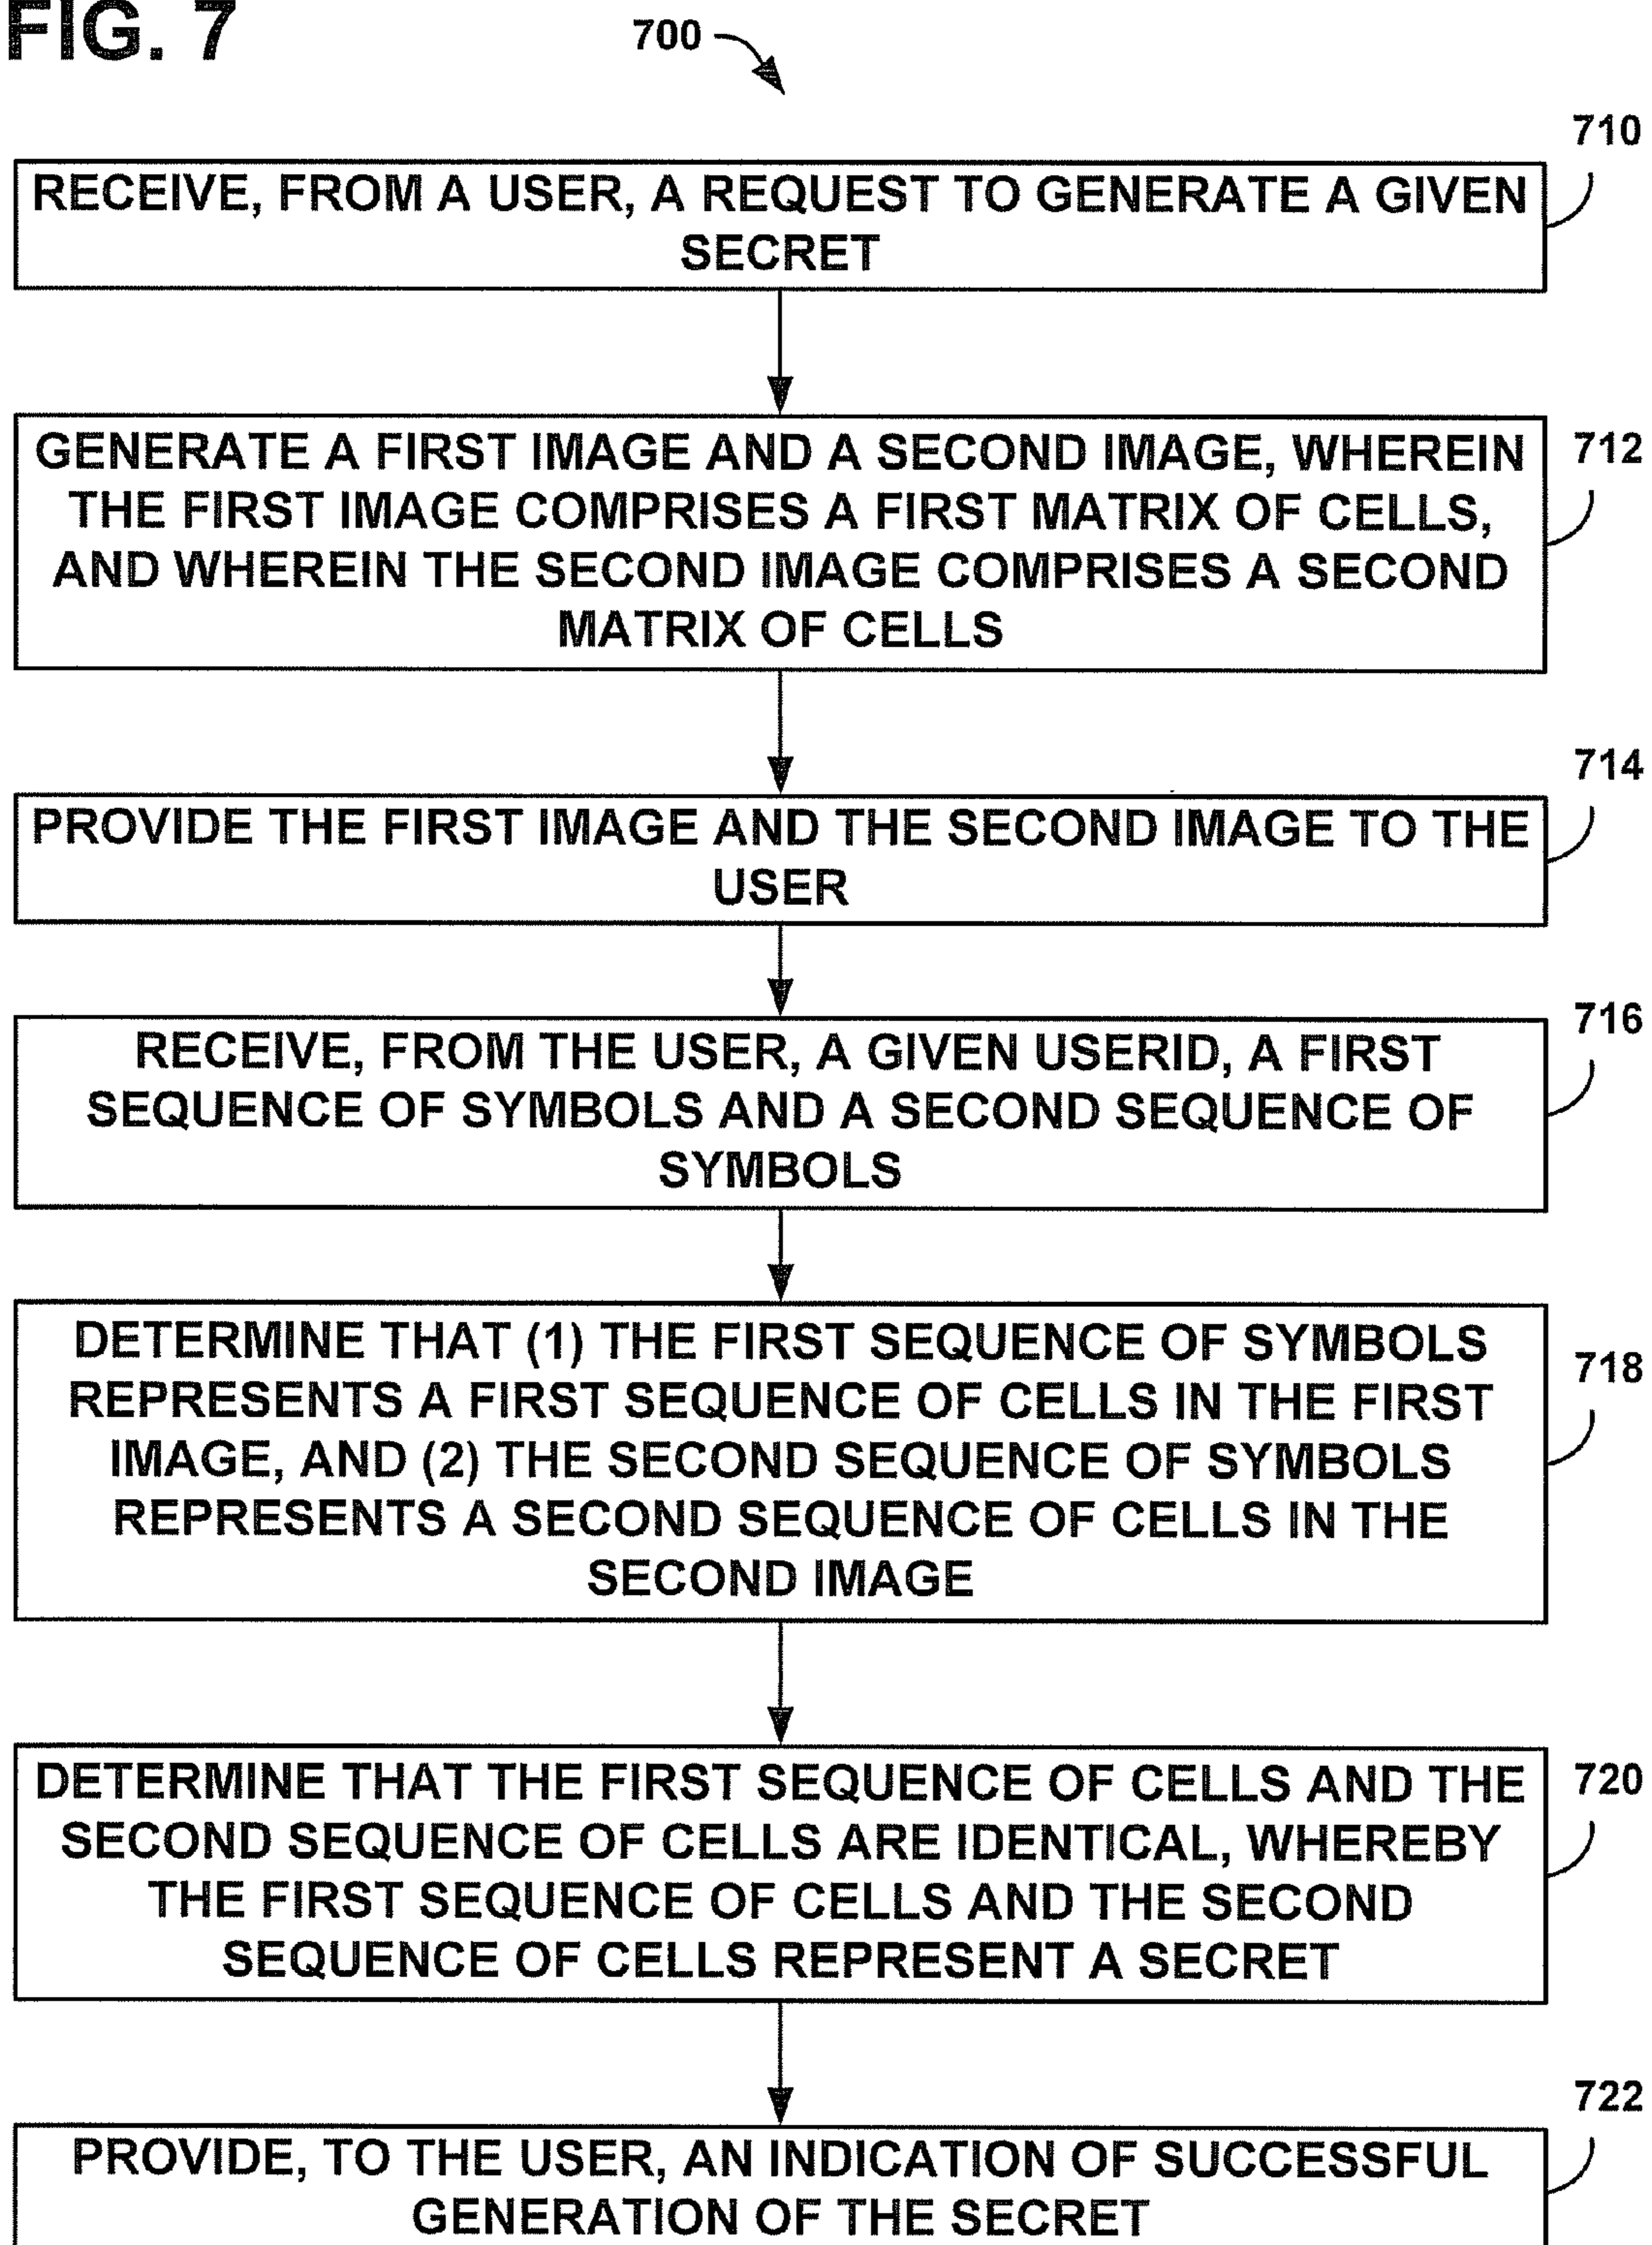 FIG. 7
700
710
RECEIVE, FROM A USER, A REQUEST TO GENERATE A GIVEN
SECRET
712
GENERATE A FIRST IMAGE AND A SECOND IMAGE, WHEREIN
THE FIRST IMAGE COMPRISES A FIRST MATRIX OF CELLS,
AND WHEREIN THE SECOND IMAGE COMPRISES A SECOND
MATRIX OF CELLS
714
PROVIDE THE FIRST IMAGE AND THE SECOND IMAGE TO THE
USER
716
RECEIVE, FROM THE USER, A GIVEN USERID, A FIRST
SEQUENCE OF SYMBOLS AND A SECOND SEQUENCE OF
SYMBOLS
718
DETERMINE THAT (1) THE FIRST SEQUENCE OF SYMBOLS
REPRESENTS A FIRST SEQUENCE OF CELLS IN THE FIRST
IMAGE, AND (2) THE SECOND SEQUENCE OF SYMBOLS
REPRESENTS A SECOND SEQUENCE OF CELLS IN THE
SECOND IMAGE
720
DETERMINE THAT THE FIRST SEQUENCE OF CELLS AND THE
SECOND SEQUENCE OF CELLS ARE IDENTICAL, WHEREBY
THE FIRST SEQUENCE OF CELLS AND THE SECOND
SEQUENCE OF CELLS REPRESENT A SECRET
722
PROVIDE, TO THE USER, AN INDICATION OF SUCCESSFUL
GENERATION OF THE SECRET